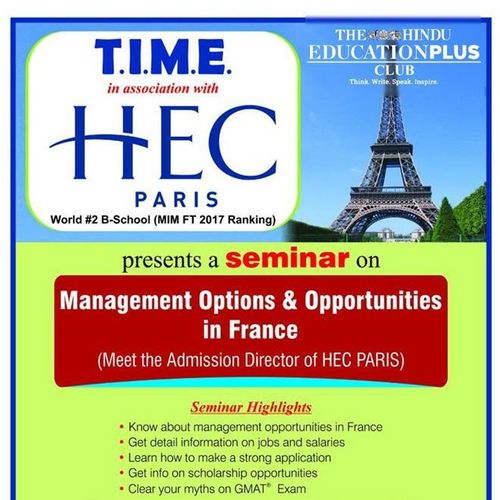 T.I.M.E.
in association with
HEC
PARIS
World #2 B-School (MIM FT 2017 Ranking)
THE HINDU
EDUCATIONPLUS
CLUB
Think. Write. Speak. Inspire.
presents a seminar on
Management Options & Opportunities
in France
(Meet the Admission Director of HEC PARIS)
Seminar Highlights
• Know about management opportunities in France
• Get detail information on jobs and salaries
• Learn how to make a strong application
• Get info on scholarship opportunities
• Clear your myths on GMAT® Exam